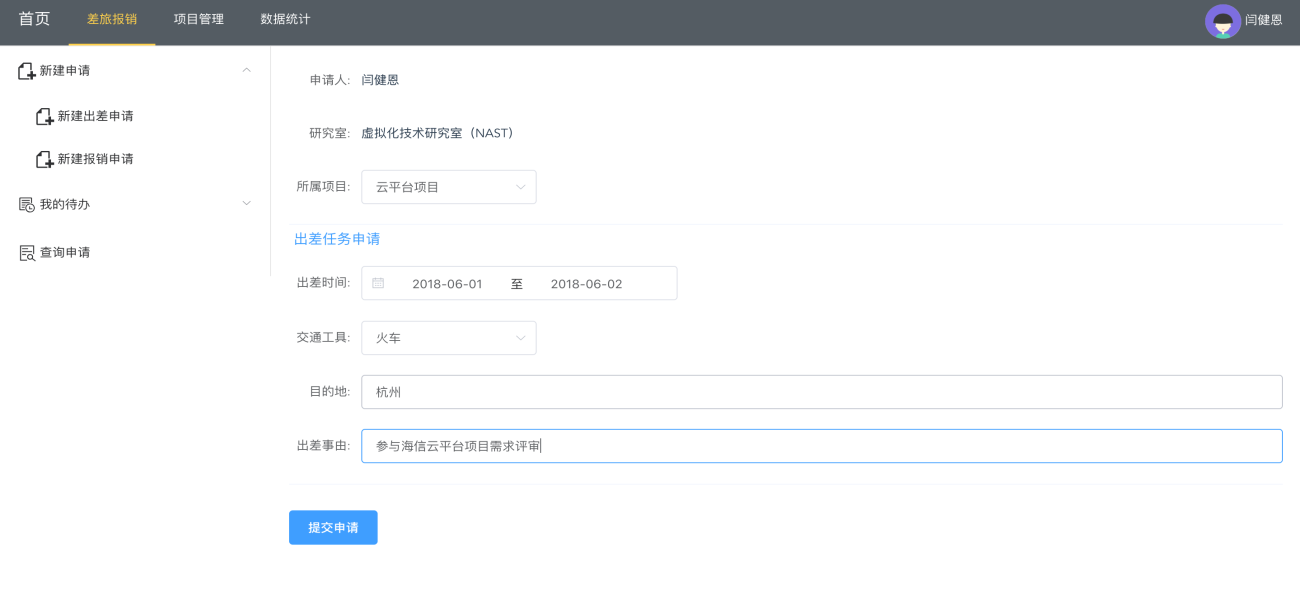 首页 差旅报销 项目管理 数据统计 闫健恩
新建申请
新建出差申请
新建报销申请
我的待办
查询申请
申请人: 闫健恩
研究室: 虚拟化技术研究室（NAST）
所属项目: 云平台项目
出差任务申请
出差时间: 2018-06-01 至 2018-06-02
交通工具: 火车
目的地: 杭州
出差事由: 参与海信云平台项目需求评审
提交申请